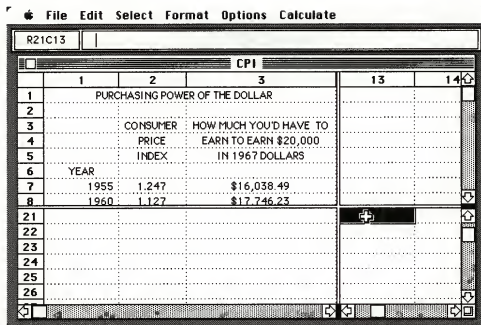 File Edit Select Format Options Calculate
R21C13
CPI
1 2 3 13 14
1 PURCHASING POWER OF THE DOLLAR
2
3 CONSUMER HOW MUCH YOU'D HAVE TO
4 PRICE EARN TO EARN $20,000
5 INDEX IN 1967 DOLLARS
6 YEAR
7 1955 1.247 $16,038.49
8 1960 1.127 $17,746.23
21
22
23
24
25
26